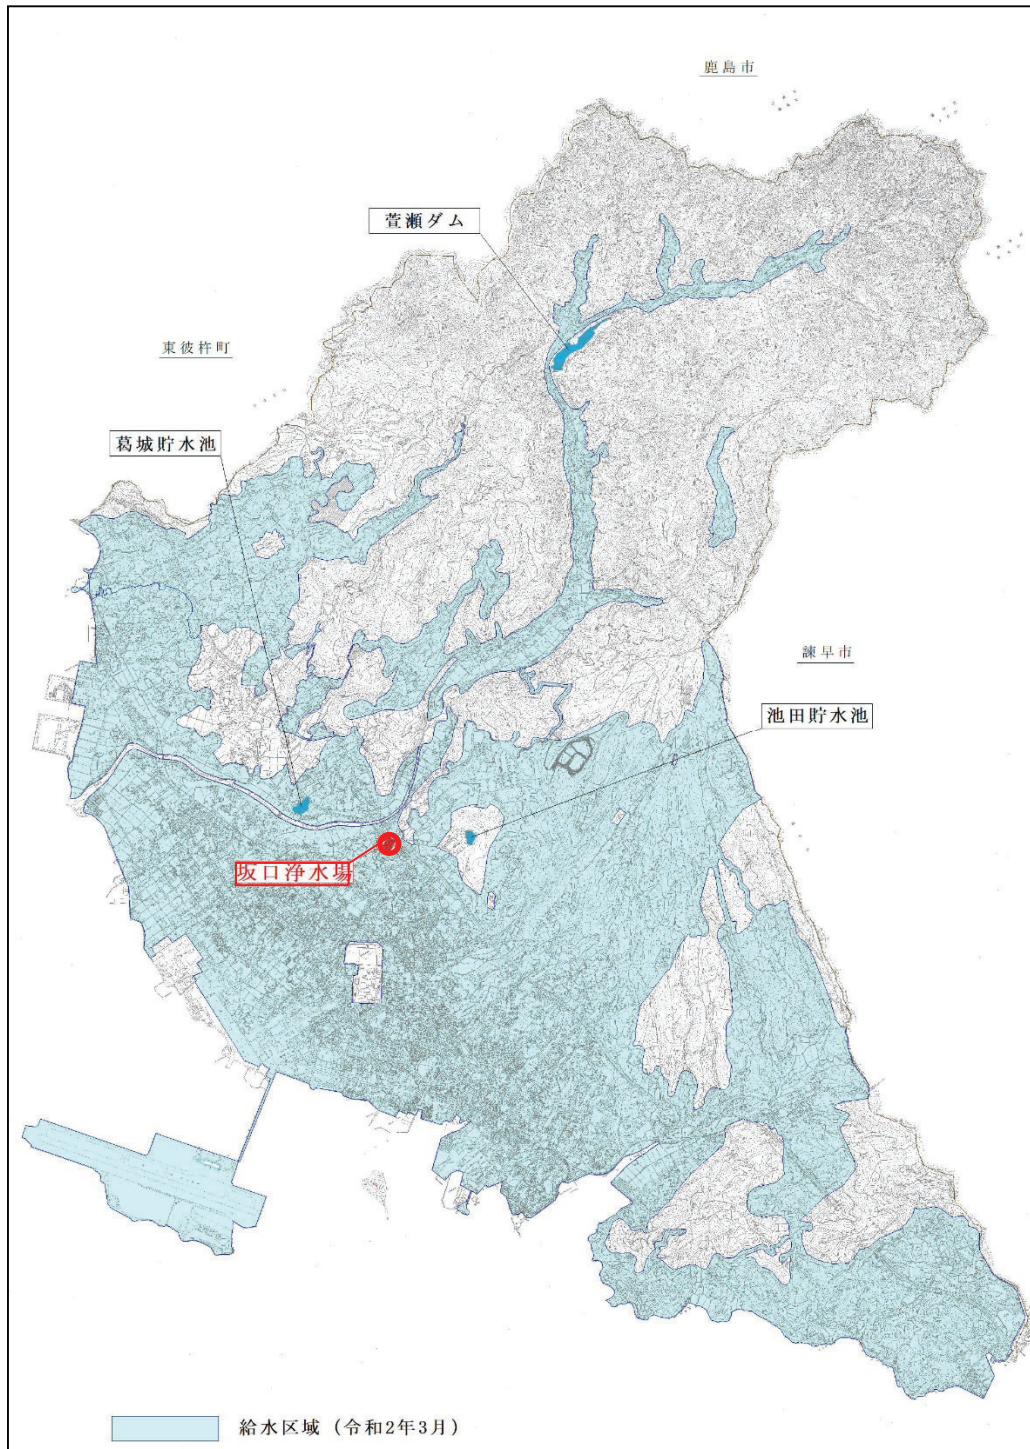 鹿島市
萱瀬ダム
東彼杵町
葛城貯水池
諫早市
池田貯水池
坂口浄水場
給水区域 (令和2年3月)